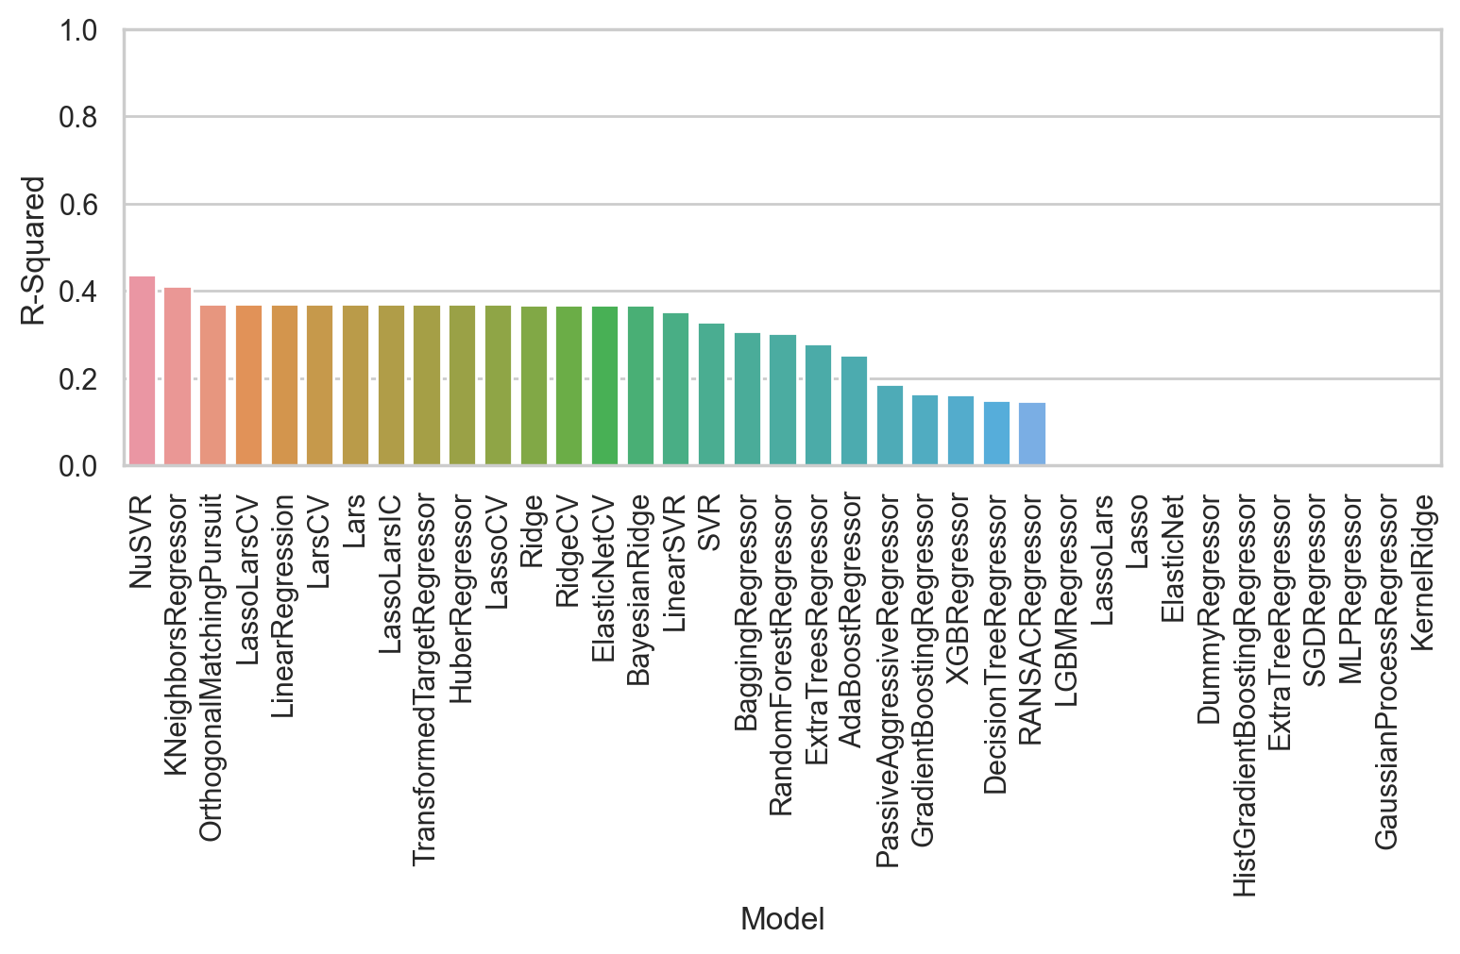 1.0
0.8
0.6
0.4
0.2
0.0
R-Squared
NuSVR
KNeighborsRegressor
OrthogonalMatchingPursuit
LassoLarsCV
LinearRegression
LarsCV
Lars
LassoLarsIC
TransformedTargetRegressor
HuberRegressor
LassoCV
Ridge
RidgeCV
ElasticNetCV
BayesianRidge
LinearSVR
SVR
BaggingRegressor
RandomForestRegressor
ExtraTreesRegressor
AdaBoostRegressor
PassiveAggressiveRegressor
GradientBoostingRegressor
XGBRegressor
DecisionTreeRegressor
RANSACRegressor
LGBMRegressor
LassoLars
Lasso
ElasticNet
DummyRegressor
HistGradientBoostingRegressor
ExtraTreeRegressor
SGDRegressor
MLPRegressor
GaussianProcessRegressor
KernelRidge
Model